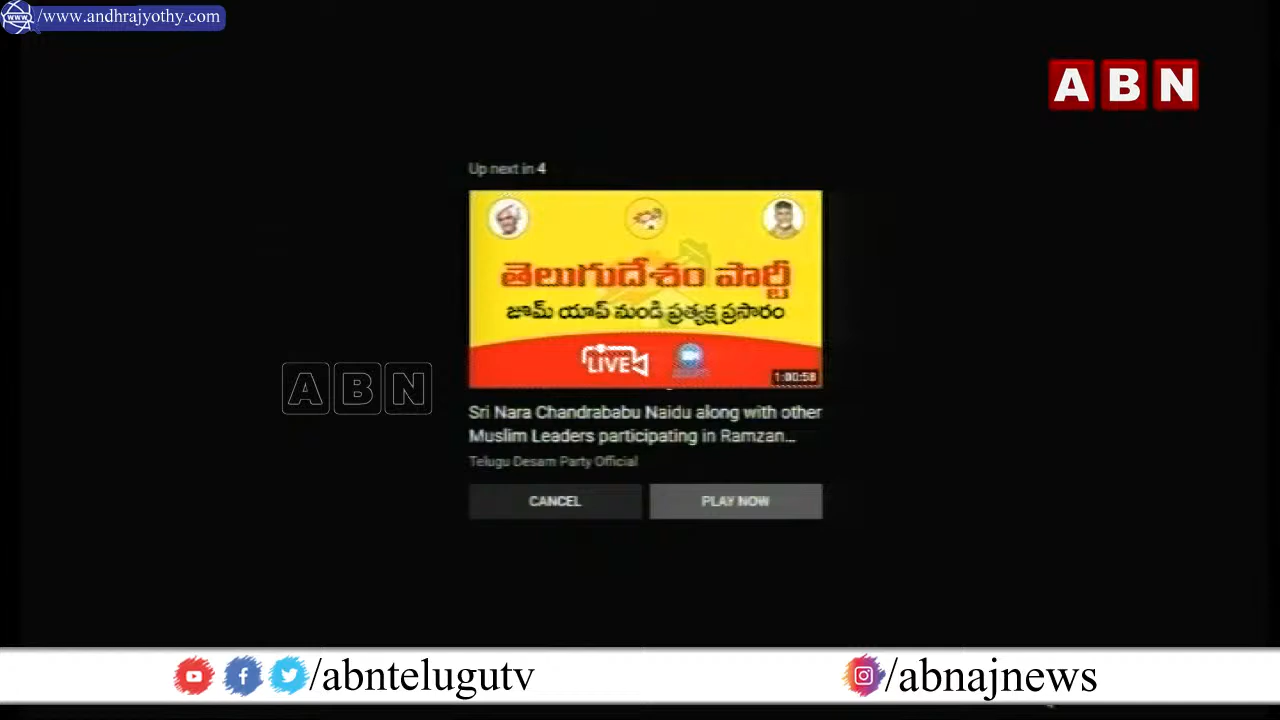 /www.andhrajyothy.com
ABN
Up next in 4
తెలుగుదేశం పార్టీ
జూమ్ యాప్ నుండి ప్రత్యక్ష ప్రసారం
LIVE
1:00:58
ABN
Sri Nara Chandrababu Naidu along with other
Muslim Leaders participating in Ramzan...
Telugu Desam Party Official
CANCEL
PLAY NOW
/abntelugutv
/abnajnews